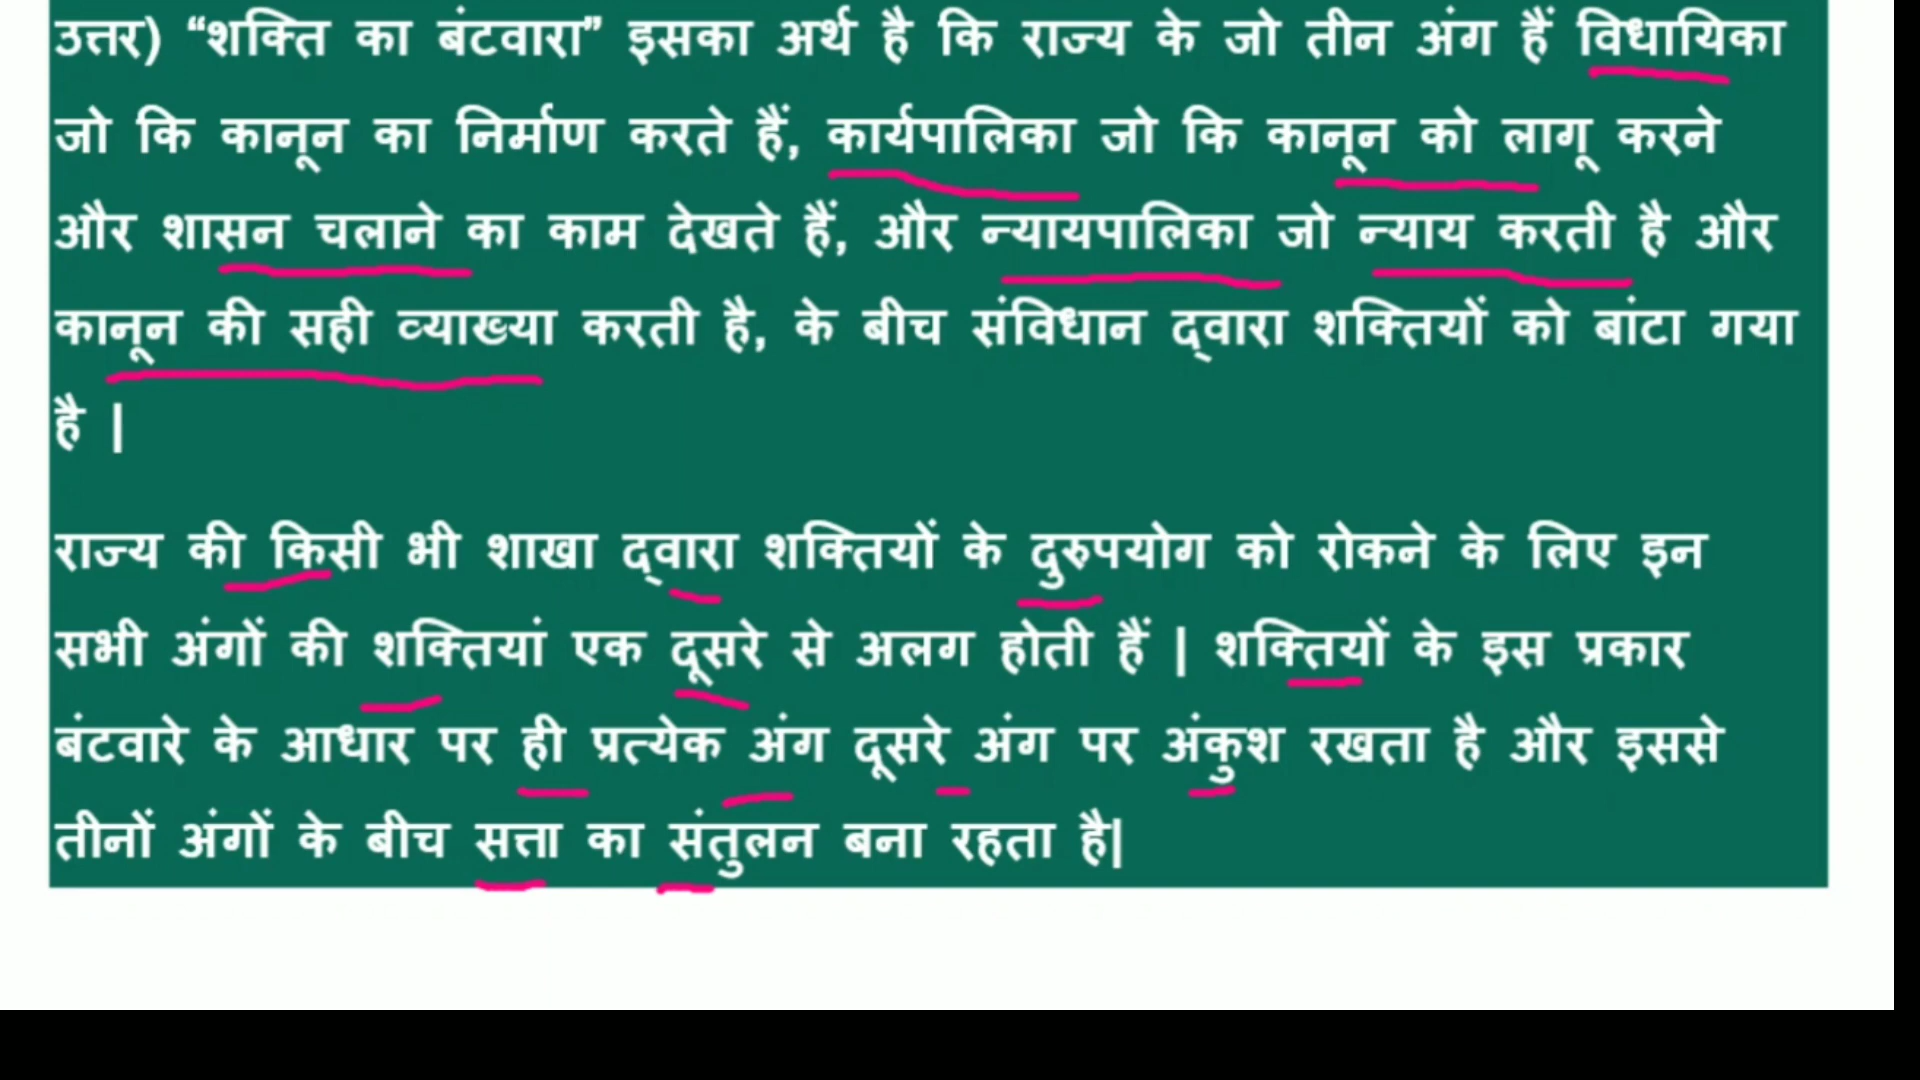 उत्तर) “शक्ति का बंटवारा” इसका अर्थ है कि राज्य के जो तीन अंग हैं विधायिका
जो कि कानून का निर्माण करते हैं, कार्यपालिका जो कि कानून को लागू करने
और शासन चलाने का काम देखते हैं, और न्यायपालिका जो न्याय करती है और
कानून की सही व्याख्या करती है, के बीच संविधान द्वारा शक्तियों को बांटा गया
है |
राज्य की किसी भी शाखा द्वारा शक्तियों के दुरुपयोग को रोकने के लिए इन
सभी अंगों की शक्तियां एक दूसरे से अलग होती हैं | शक्तियों के इस प्रकार
बंटवारे के आधार पर ही प्रत्येक अंग दूसरे अंग पर अंकुश रखता है और इससे
तीनों अंगों के बीच सत्ता का संतुलन बना रहता है|